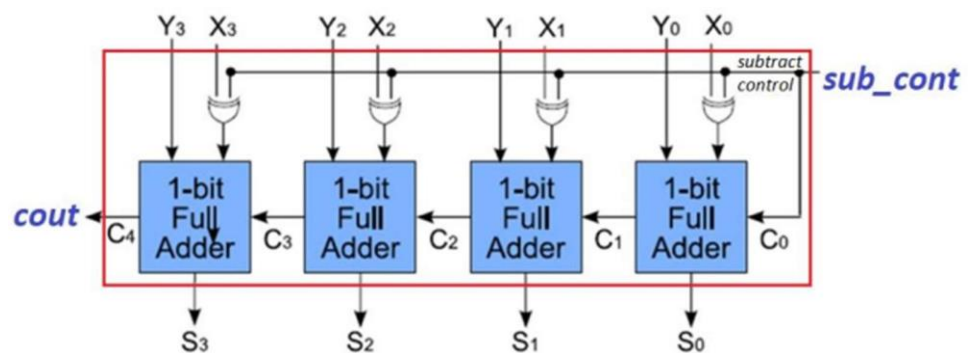 Y3 X3 Y2 X2 Y1 X1 Y0 X0
subtract
control
sub_cont
1-bit
Full
Adder
1-bit
Full
Adder
1-bit
Full
Adder
1-bit
Full
Adder
cout
C4 C3 C2 C1 C0
S3 S2 S1 S0